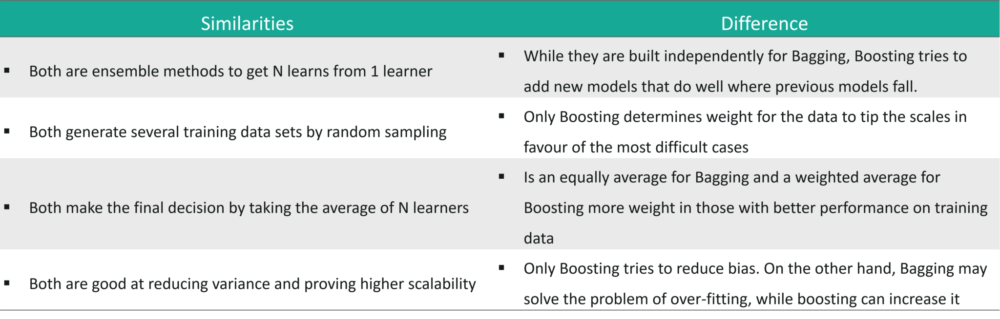 Similarities
Difference
▪ Both are ensemble methods to get N learns from 1 learner
▪ While they are built independently for Bagging, Boosting tries to
add new models that do well where previous models fall.
▪ Both generate several training data sets by random sampling
▪ Only Boosting determines weight for the data to tip the scales in
favour of the most difficult cases
▪ Both make the final decision by taking the average of N learners
▪ Is an equally average for Bagging and a weighted average for
Boosting more weight in those with better performance on training
data
▪ Both are good at reducing variance and proving higher scalability
▪ Only Boosting tries to reduce bias. On the other hand, Bagging may
solve the problem of over-fitting, while boosting can increase it